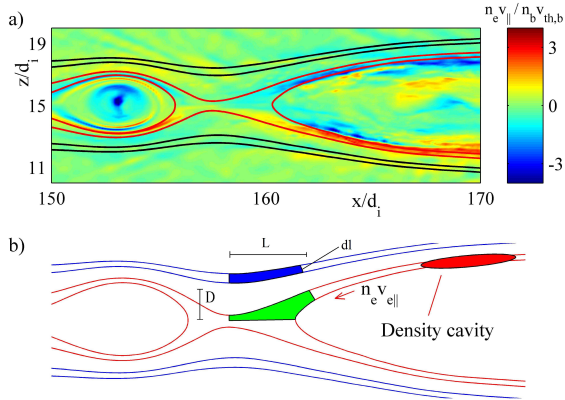 a)
n_e v_∥ / n_b v_th,b
z/d_i
19
15
11
150
160
170
x/d_i
3
0
-3
b)
L
dl
D
n_e v_e∥
Density cavity